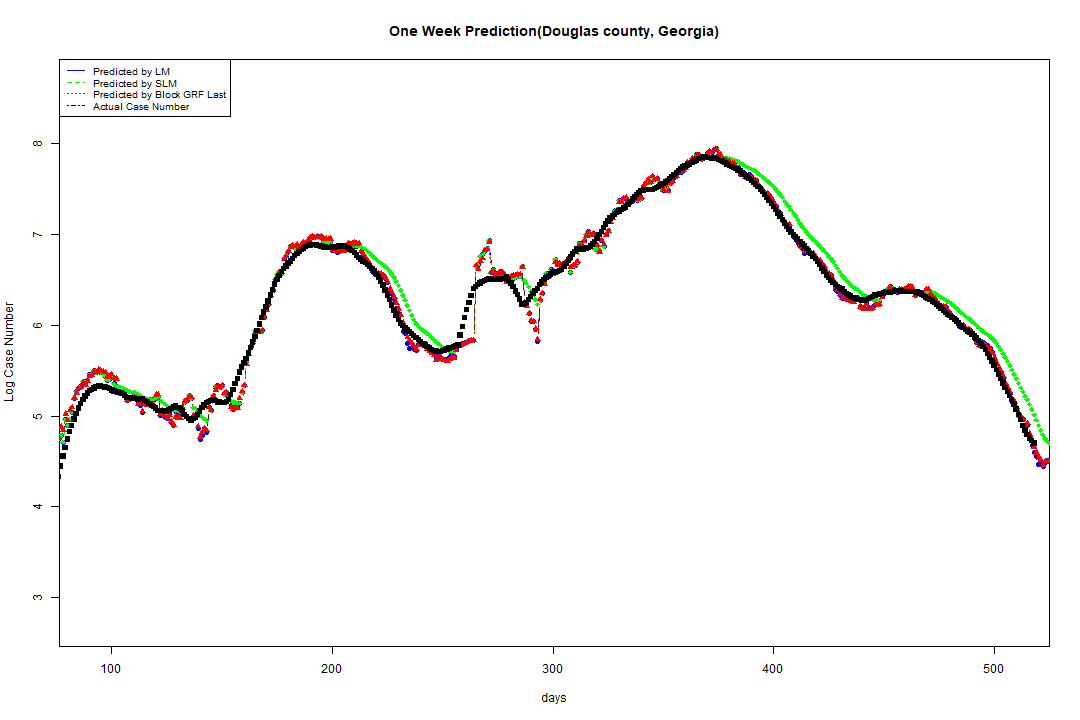 One Week Prediction(Douglas county, Georgia)
Predicted by LM
Predicted by SLM
Predicted by Block GRF Last
Actual Case Number
Log Case Number
8
7
6
5
4
3
100 200 300 400 500
days